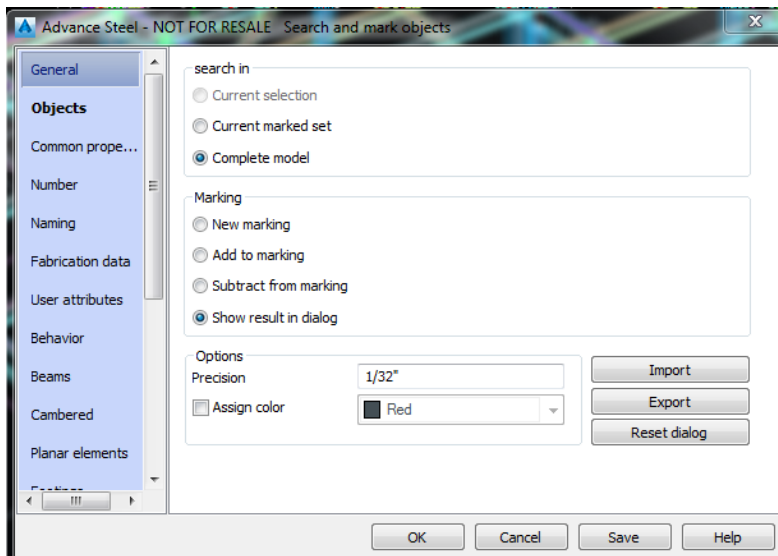 Advance Steel - NOT FOR RESALE Search and mark objects
X
General
Objects
Common prope...
Number
Naming
Fabrication data
User attributes
Behavior
Beams
Cambered
Planar elements
Footings
search in
Current selection
Current marked set
Complete model
Marking
New marking
Add to marking
Subtract from marking
Show result in dialog
Options
Precision
1/32"
Assign color
Red
Import
Export
Reset dialog
OK
Cancel
Save
Help